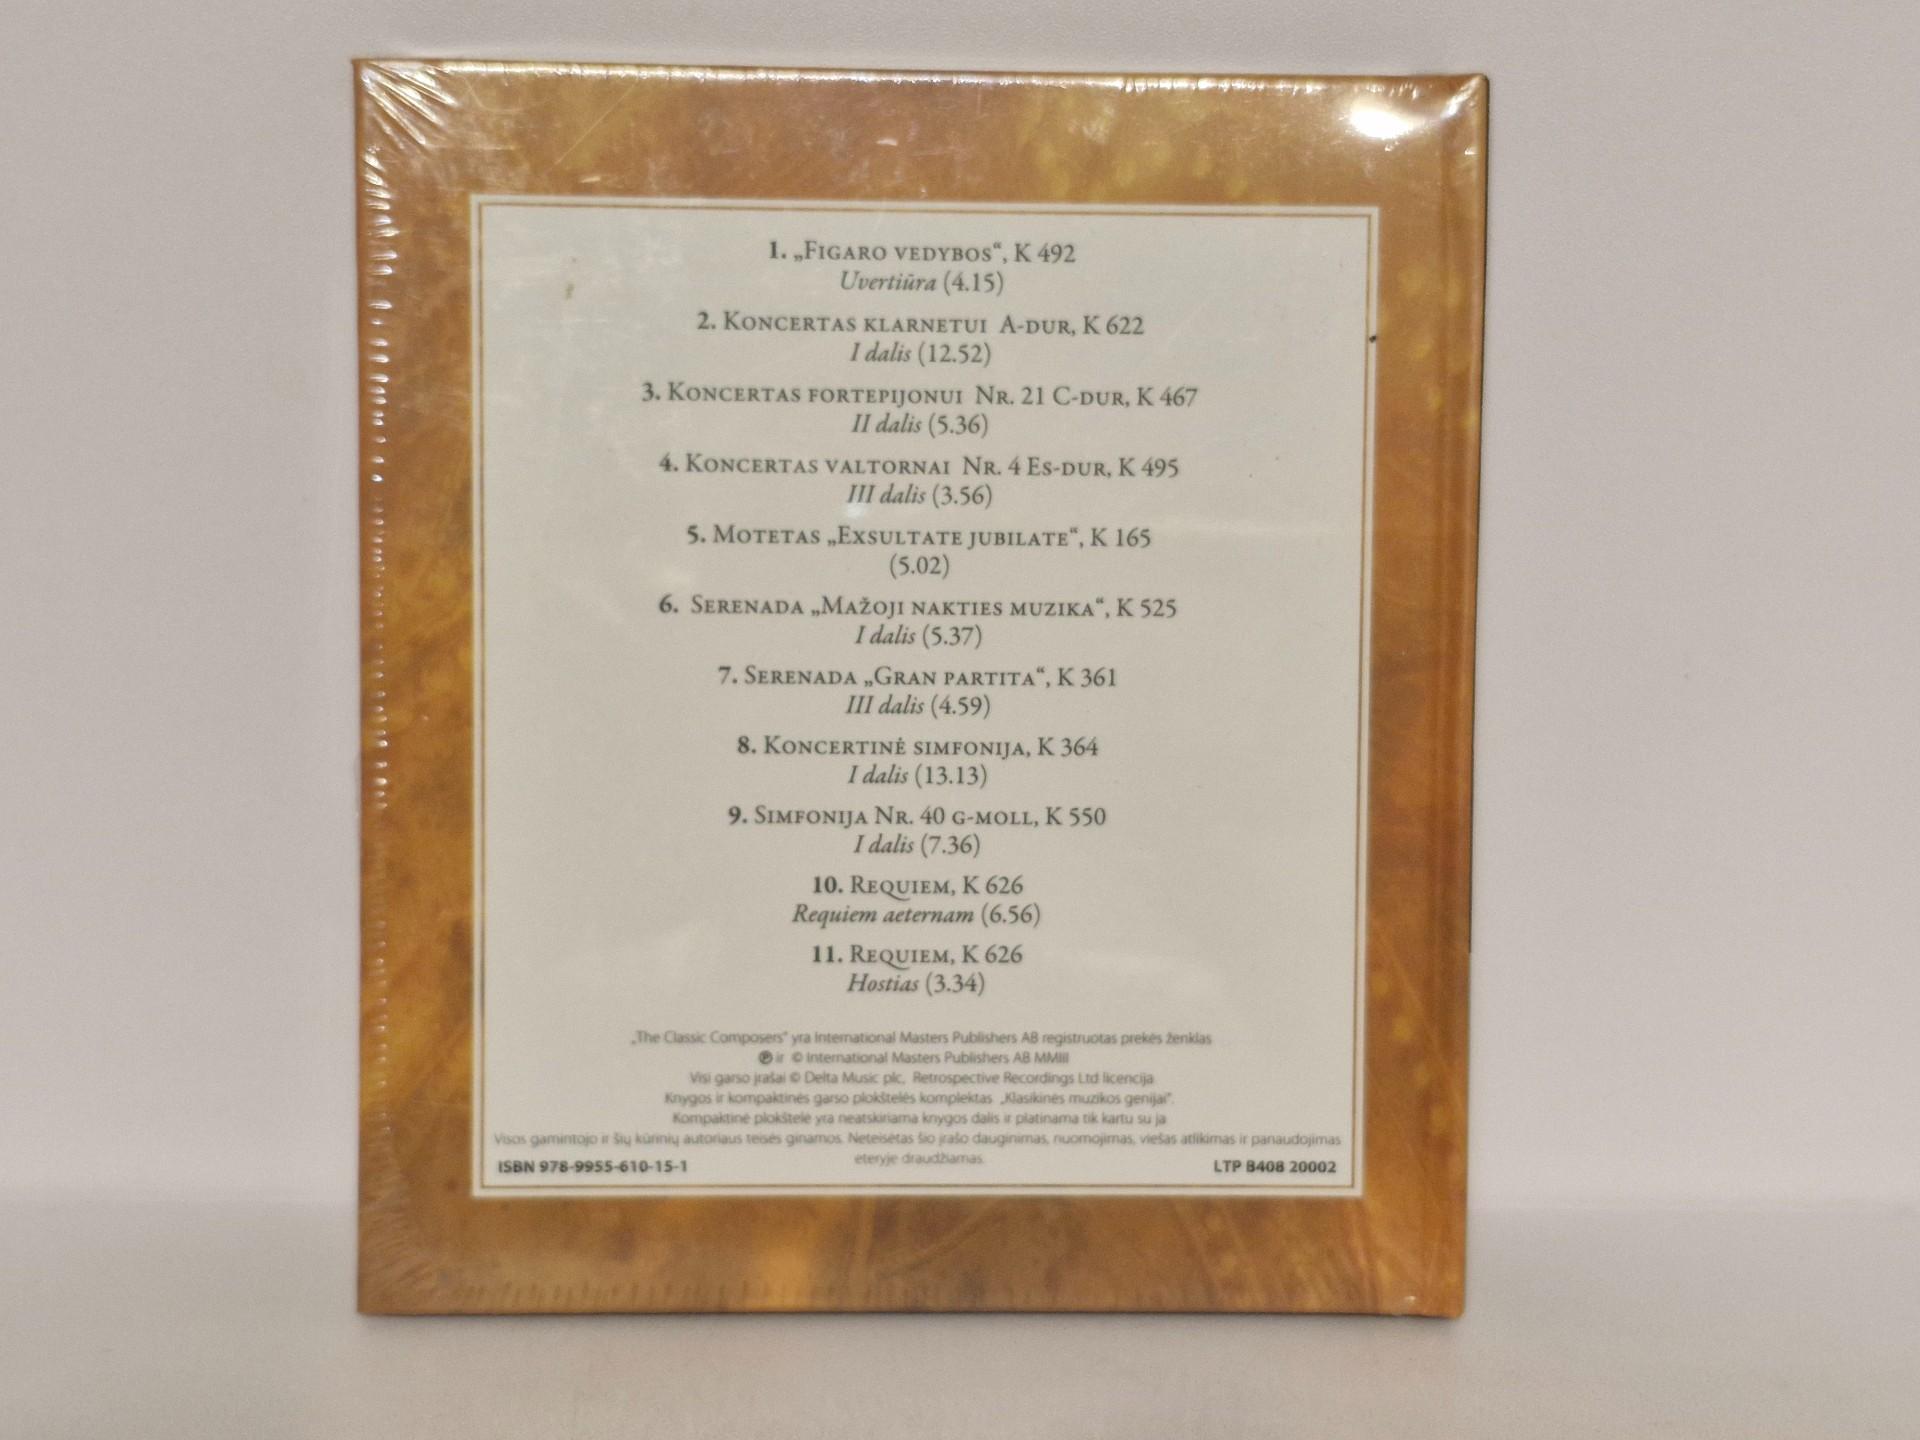 1. „Figaro vedybos“, K 492
Uvertiūra (4.15)
2. Koncertas klarnetui A-dur, K 622
I dalis (12.52)
3. Koncertas fortepijonui Nr. 21 C-dur, K 467
II dalis (5.36)
4. Koncertas valtornai Nr. 4 Es-dur, K 495
III dalis (3.56)
5. Motetas „Exsultate jubilate“, K 165
(5.02)
6. Serenada „Mažoji nakties muzika“, K 525
I dalis (5.37)
7. Serenada „Gran partita“, K 361
III dalis (4.59)
8. Koncertinė simfonija, K 364
I dalis (13.13)
9. Simfonija Nr. 40 g-moll, K 550
I dalis (7.36)
10. Requiem, K 626
Requiem aeternam (6.56)
11. Requiem, K 626
Hostias (3.34)
„The Classic Composers“ yra International Masters Publishers AB registruotas prekės ženklas
℗ ir © International Masters Publishers AB MMIII
Visi garso įrašai © Delta Music plc, Retrospective Recordings Ltd licencija
Knygos ir kompaktinės garso plokštelės komplektas „Klasikinės muzikos genijai“.
Kompaktinė plokštelė yra neatskiriama knygos dalis ir platinama tik kartu su ja
Visos gamintojo ir šių kūrinių autoriaus teisės ginamos. Neteisėtas šio įrašo dauginimas, nuomojimas, viešas atlikimas ir panaudojimas
eteryje draudžiamas.
ISBN 978-9955-610-15-1
LTP B408 20002